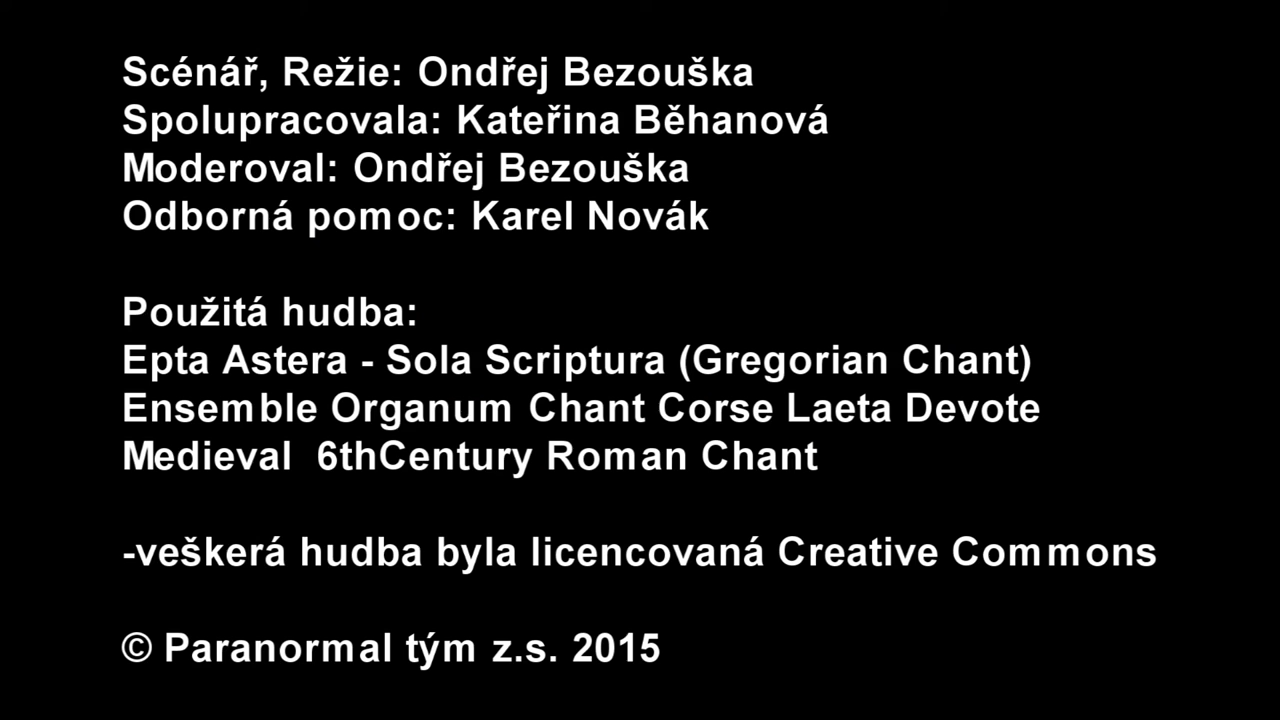 Scénář, Režie: Ondřej Bezouška
Spolupracovala: Kateřina Běhanová
Moderoval: Ondřej Bezouška
Odborná pomoc: Karel Novák
Použitá hudba:
Epta Astera - Sola Scriptura (Gregorian Chant)
Ensemble Organum Chant Corse Laeta Devote
Medieval  6thCentury Roman Chant
-veškerá hudba byla licencovaná Creative Commons
© Paranormal tým z.s. 2015